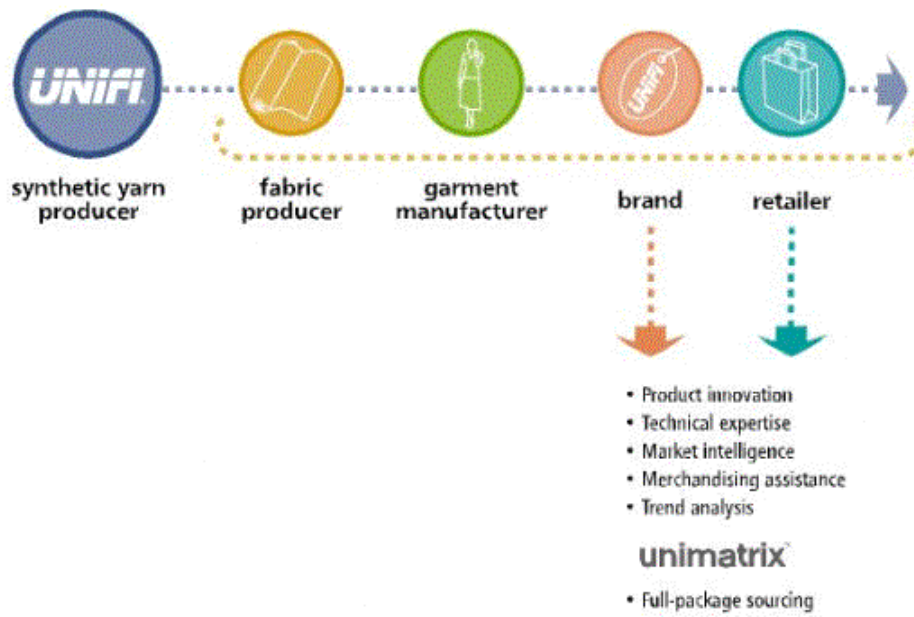 UNIFI
UNIFI
synthetic yarn
producer
fabric
producer
garment
manufacturer
brand
retailer
• Product innovation
• Technical expertise
• Market intelligence
• Merchandising assistance
• Trend analysis
unimatrix™
• Full-package sourcing